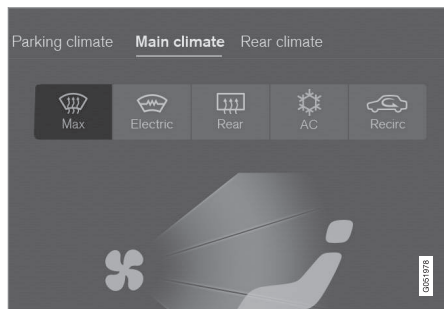 Parking climate Main climate Rear climate
Max Electric Rear AC Recirc
G051978